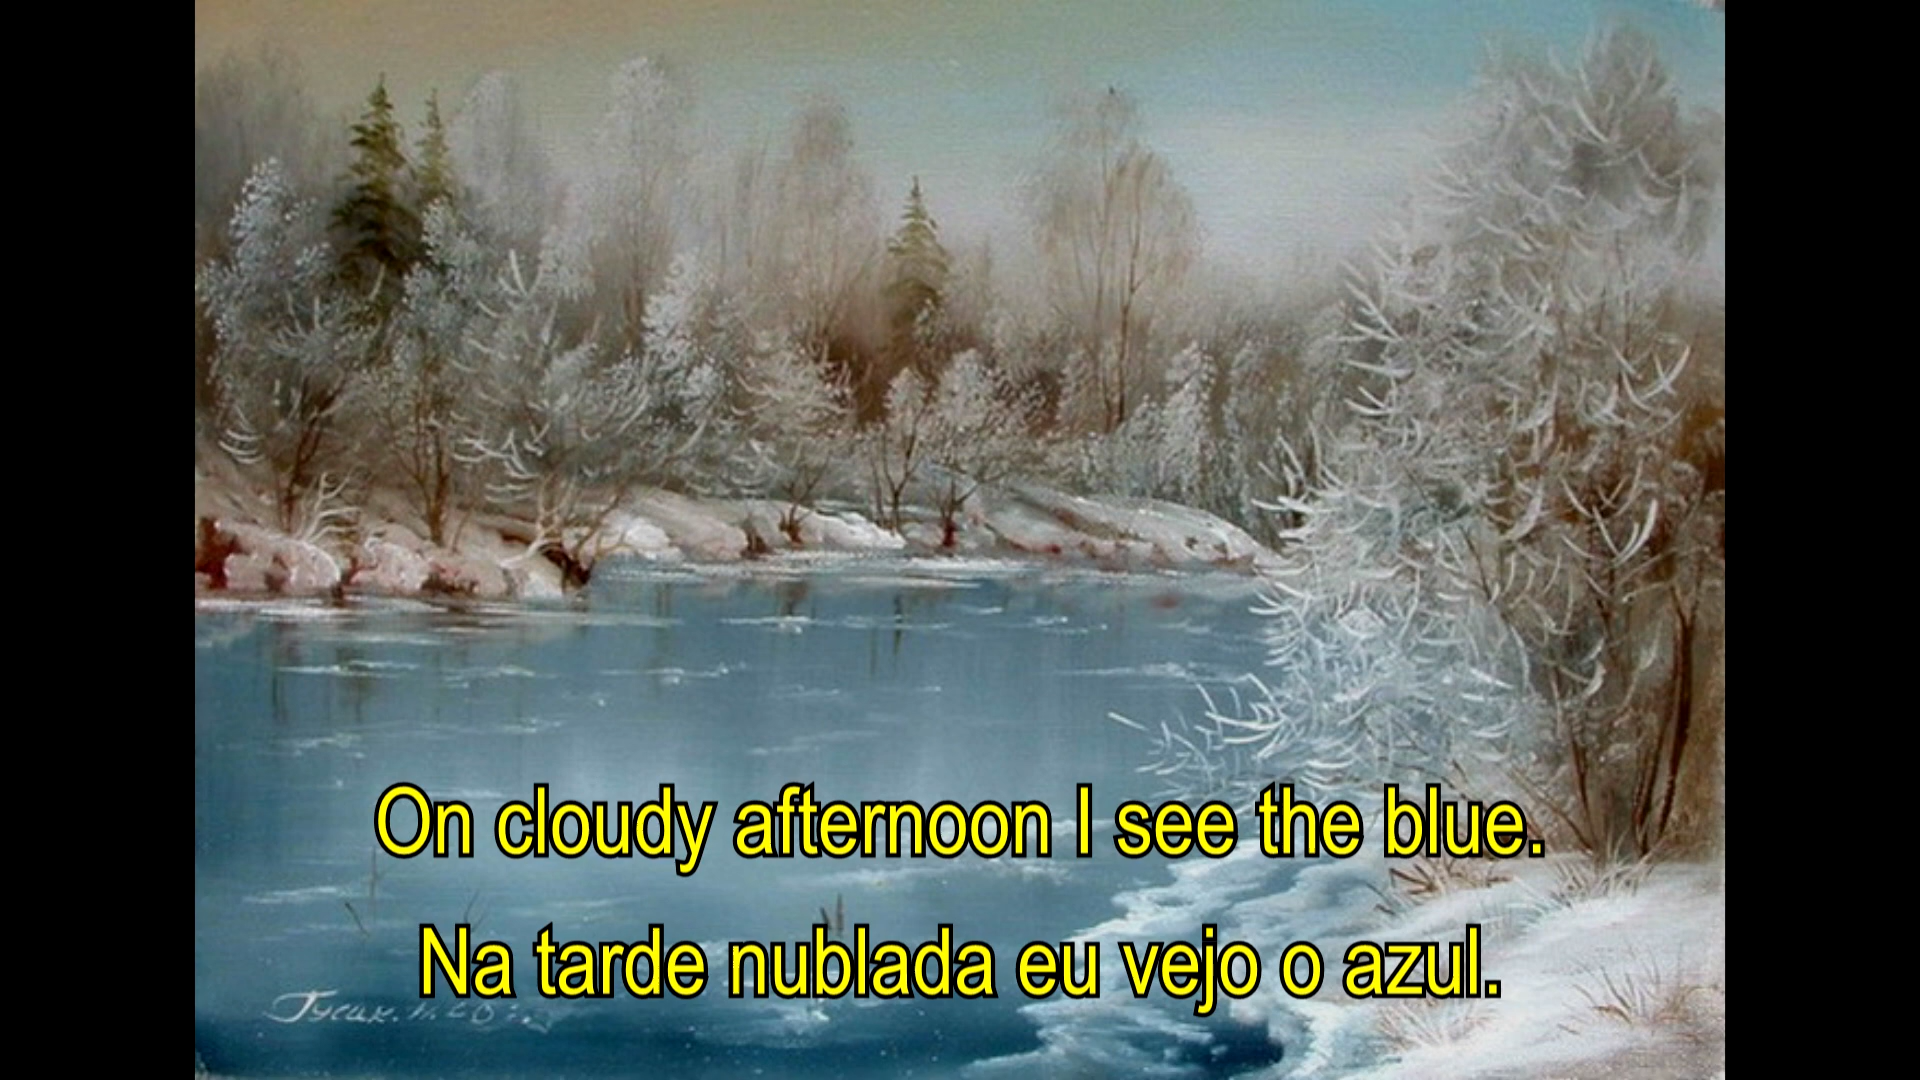 On cloudy afternoon I see the blue.
Na tarde nublada eu vejo o azul.